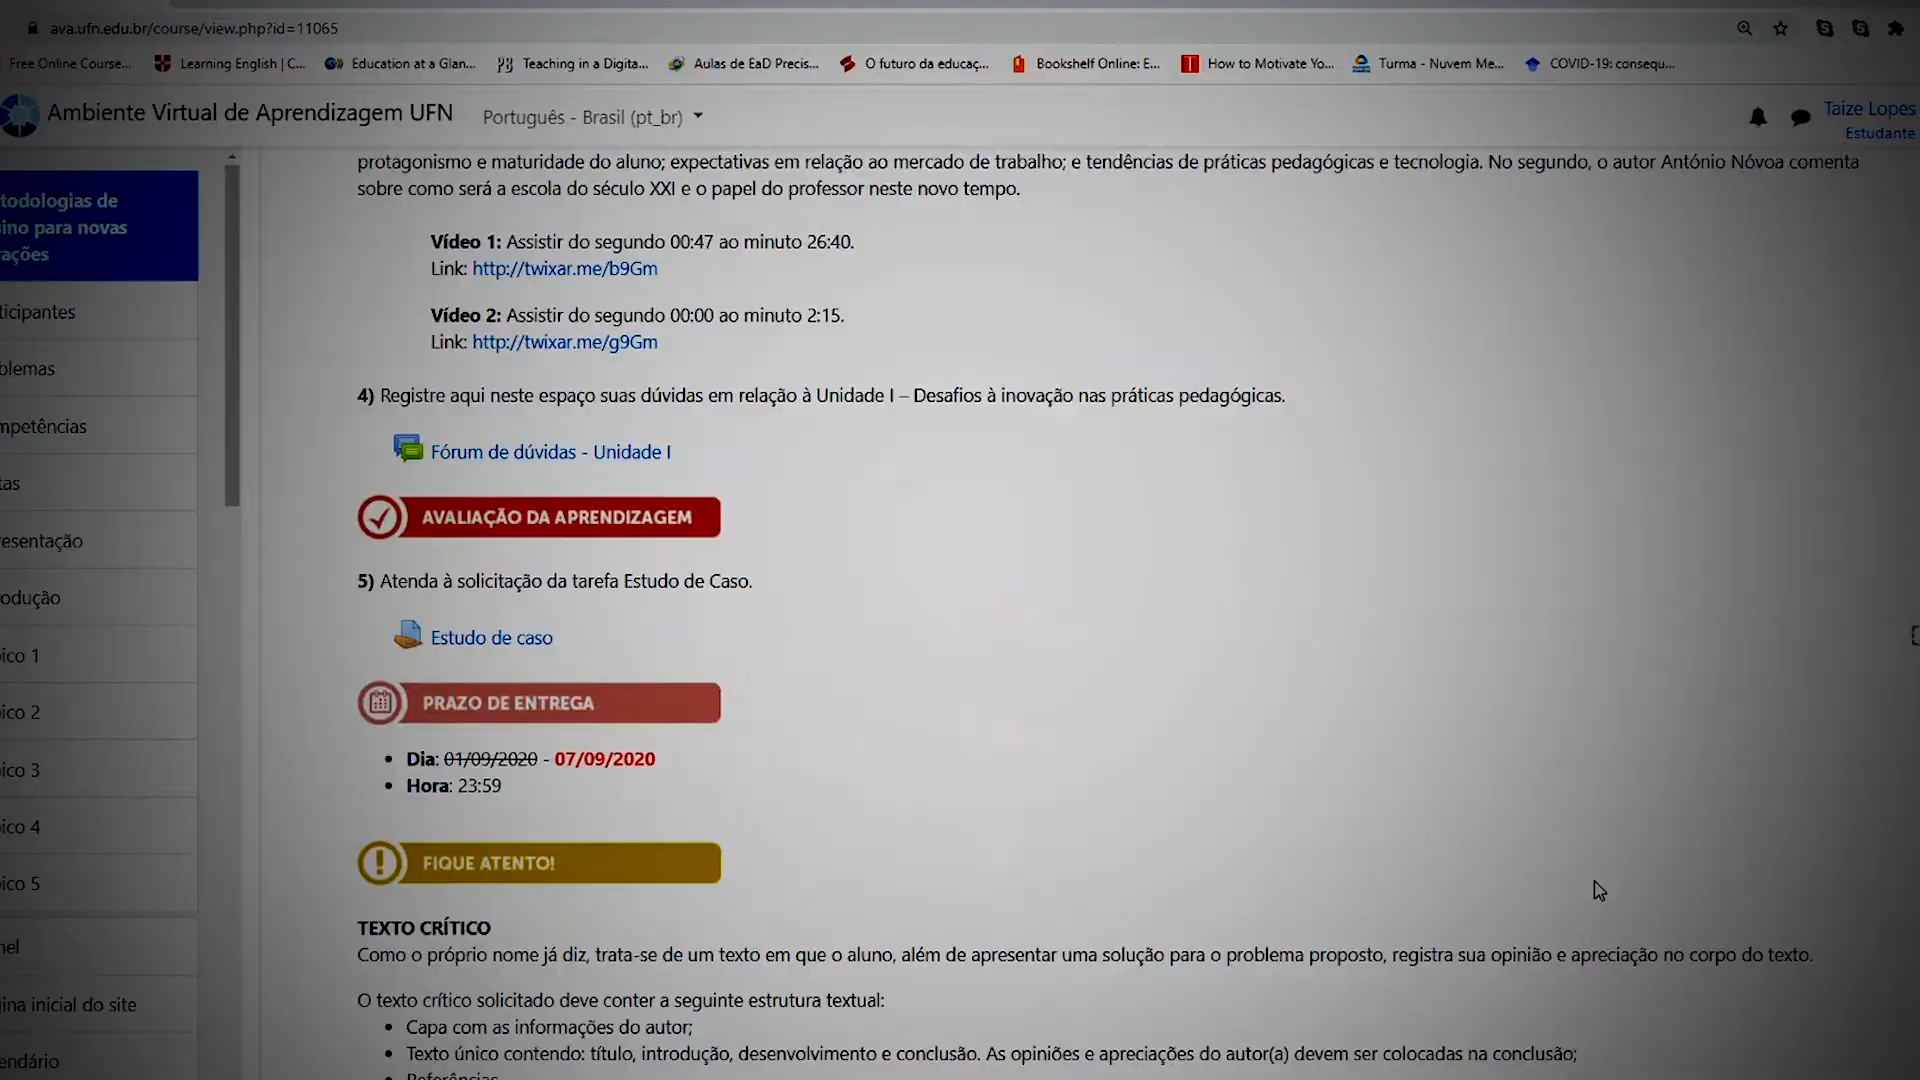 ava.ufn.edu.br/course/view.php?id=11065
Free Online Course... Learning English | C... Education at a Glan... Teaching in a Digita... Aulas de EaD Precis... O futuro da educaç... Bookshelf Online: E... How to Motivate Yo... Turma - Nuvem Me... COVID-19: consequ...
Ambiente Virtual de Aprendizagem UFN Português - Brasil (pt_br) Taize Lopes
Estudante
todologias de
ino para novas
ações
ticipantes
blemas
mpetências
tas
resentação
odução
ico 1
ico 2
ico 3
ico 4
ico 5
nel
ina inicial do site
endário
protagonismo e maturidade do aluno; expectativas em relação ao mercado de trabalho; e tendências de práticas pedagógicas e tecnologia. No segundo, o autor António Nóvoa comenta
sobre como será a escola do século XXI e o papel do professor neste novo tempo.
Vídeo 1: Assistir do segundo 00:47 ao minuto 26:40.
Link: http://twixar.me/b9Gm
Vídeo 2: Assistir do segundo 00:00 ao minuto 2:15.
Link: http://twixar.me/g9Gm
4) Registre aqui neste espaço suas dúvidas em relação à Unidade I – Desafios à inovação nas práticas pedagógicas.
Fórum de dúvidas - Unidade I
AVALIAÇÃO DA APRENDIZAGEM
5) Atenda à solicitação da tarefa Estudo de Caso.
Estudo de caso
PRAZO DE ENTREGA
• Dia: 01/09/2020 - 07/09/2020
• Hora: 23:59
FIQUE ATENTO!
TEXTO CRÍTICO
Como o próprio nome já diz, trata-se de um texto em que o aluno, além de apresentar uma solução para o problema proposto, registra sua opinião e apreciação no corpo do texto.
O texto crítico solicitado deve conter a seguinte estrutura textual:
• Capa com as informações do autor;
• Texto único contendo: título, introdução, desenvolvimento e conclusão. As opiniões e apreciações do autor(a) devem ser colocadas na conclusão;
• Referências